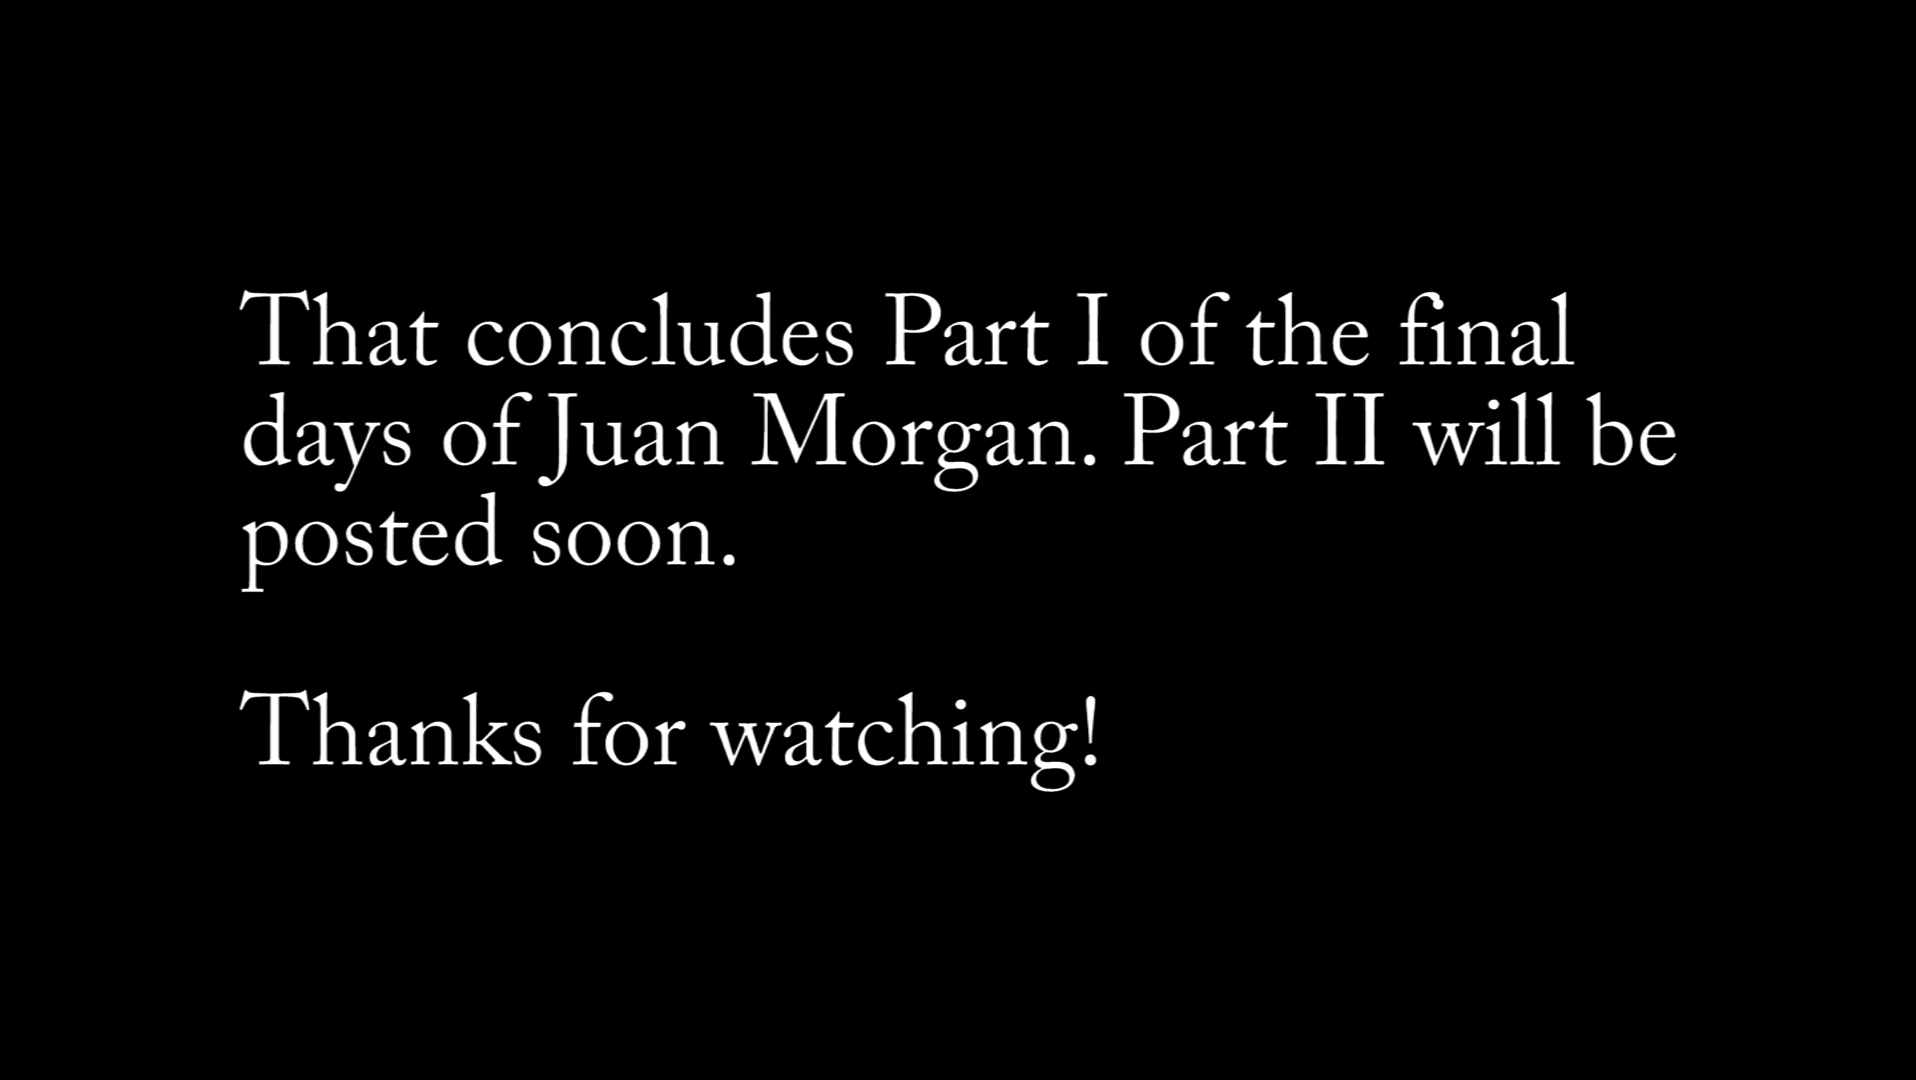 That concludes Part I of the final
days of Juan Morgan. Part II will be
posted soon.
Thanks for watching!